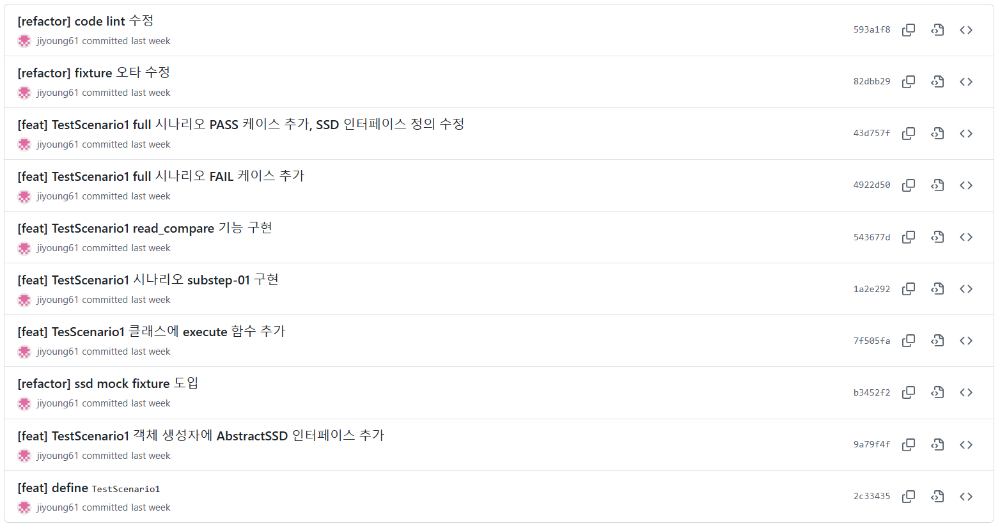 [refactor] code lint 수정
jiyoung61 committed last week
593a1f8
[refactor] fixture 오타 수정
jiyoung61 committed last week
82dbb29
[feat] TestScenario1 full 시나리오 PASS 케이스 추가, SSD 인터페이스 정의 수정
jiyoung61 committed last week
43d757f
[feat] TestScenario1 full 시나리오 FAIL 케이스 추가
jiyoung61 committed last week
4922d50
[feat] TestScenario1 read_compare 기능 구현
jiyoung61 committed last week
543677d
[feat] TestScenario1 시나리오 substep-01 구현
jiyoung61 committed last week
1a2e292
[feat] TesScenario1 클래스에 execute 함수 추가
jiyoung61 committed last week
7f505fa
[refactor] ssd mock fixture 도입
jiyoung61 committed last week
b3452f2
[feat] TestScenario1 객체 생성자에 AbstractSSD 인터페이스 추가
jiyoung61 committed last week
9a79f4f
[feat] define TestScenario1
jiyoung61 committed last week
2c33435